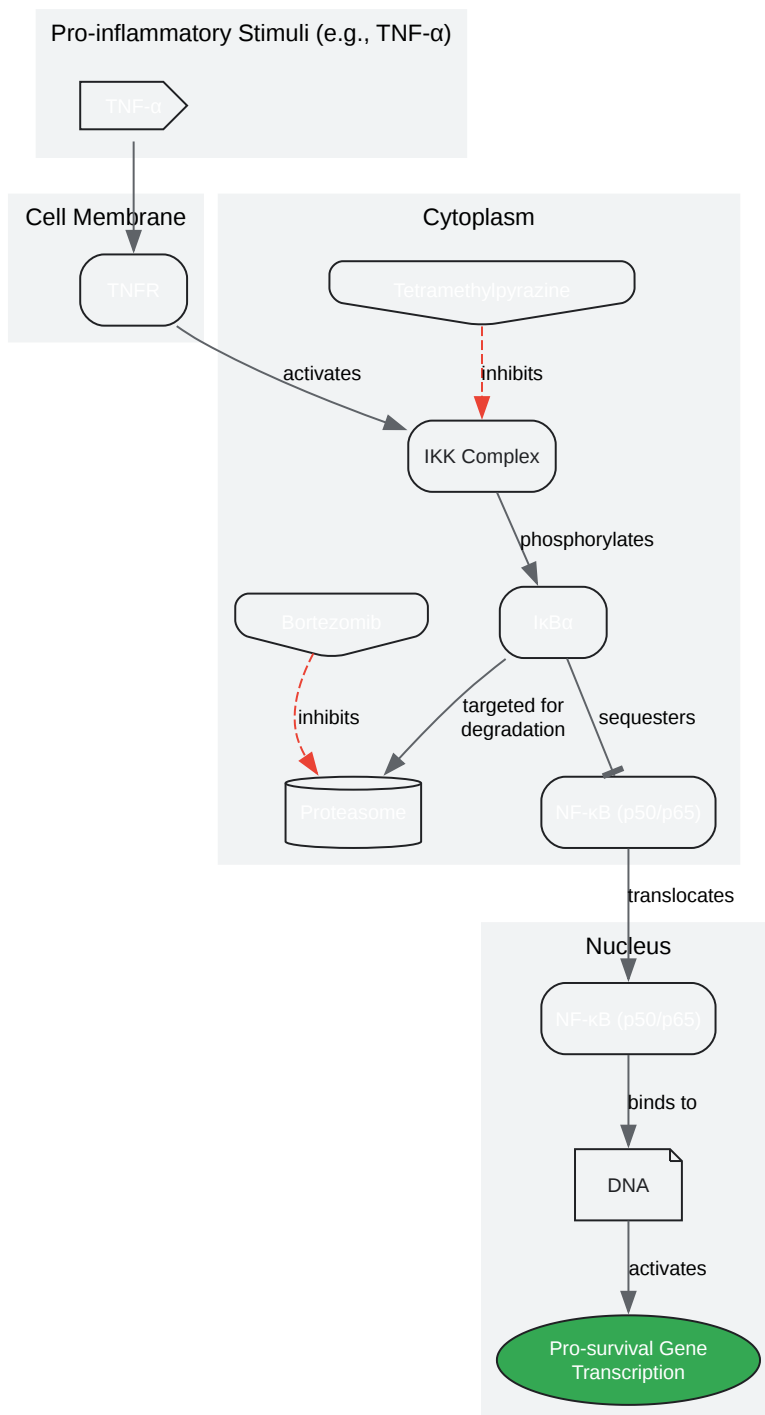 Pro-inflammatory Stimuli (e.g., TNF-α)
TNF-α
Cell Membrane
TNFR
Cytoplasm
Tetramethylpyrazine
activates
inhibits
IKK Complex
phosphorylates
Bortezomib
IκBα
inhibits
targeted for
degradation
sequesters
Proteasome
NF-κB (p50/p65)
translocates
Nucleus
NF-κB (p50/p65)
binds to
DNA
activates
Pro-survival Gene
Transcription